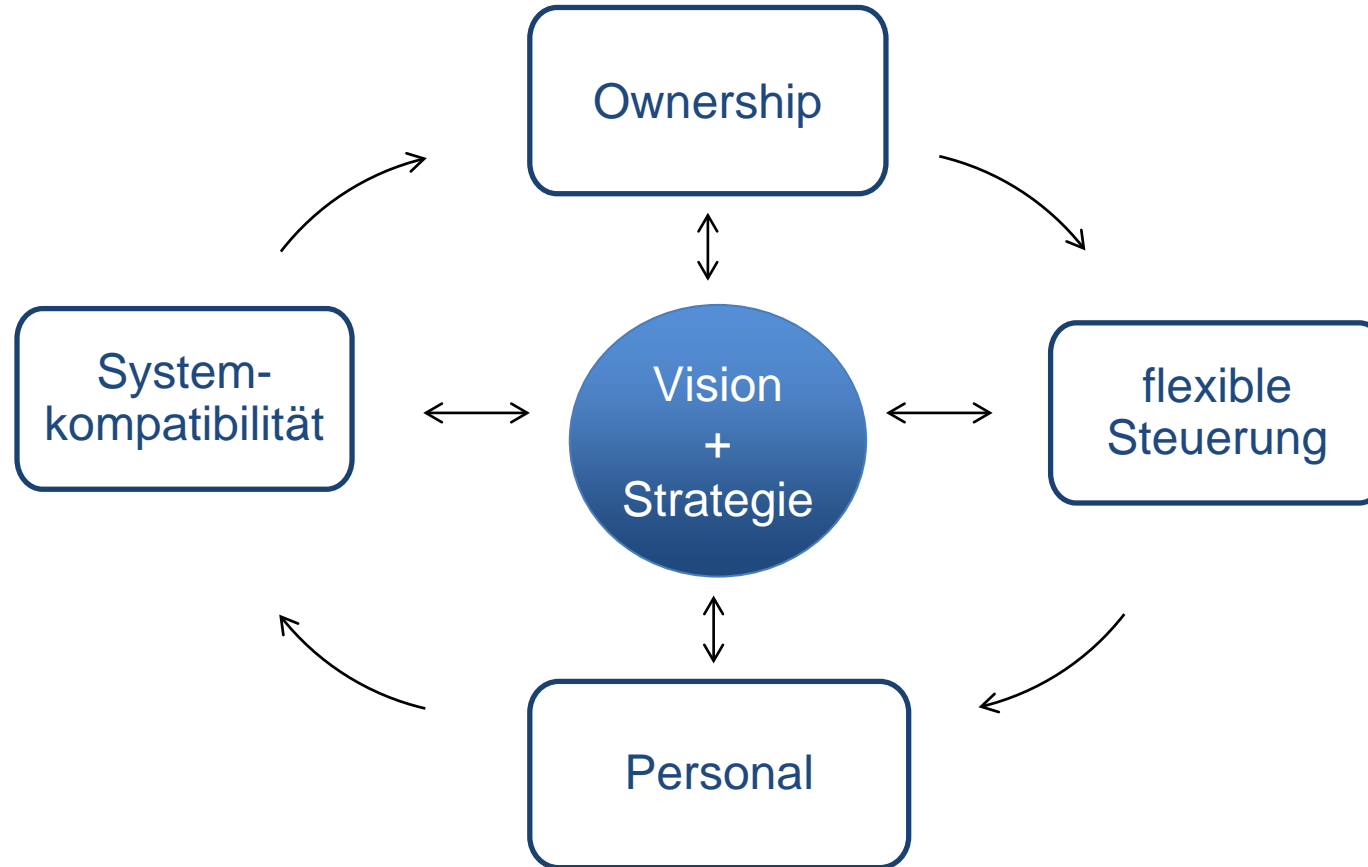 Ownership
System-
kompatibilität
Vision
+
Strategie
flexible
Steuerung
Personal